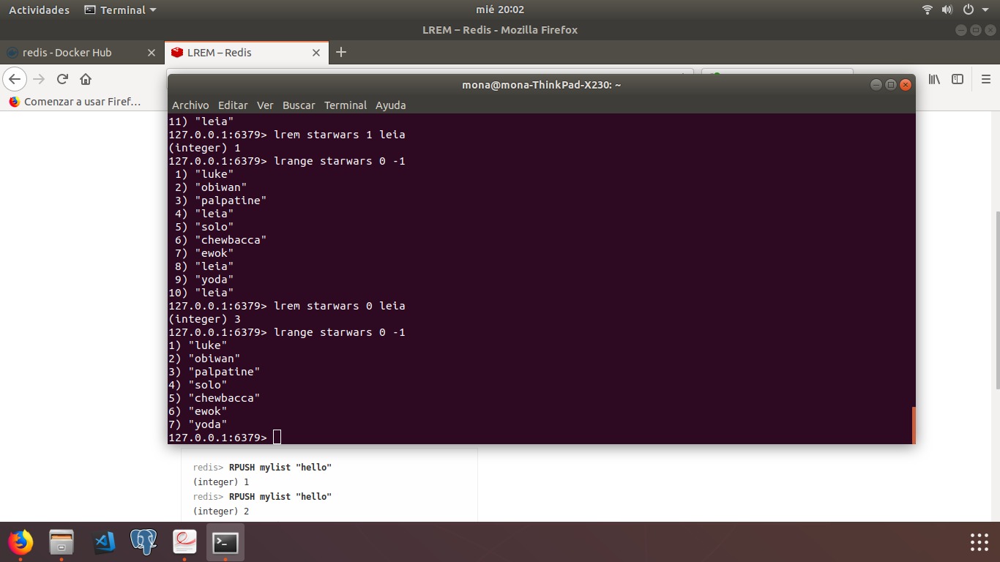 Actividades Terminal mié 20:02
LREM – Redis - Mozilla Firefox
redis - Docker Hub LREM – Redis
mona@mona-ThinkPad-X230: ~
Comenzar a usar Firef…
Archivo Editar Ver Buscar Terminal Ayuda
11) "leia"
127.0.0.1:6379> lrem starwars 1 leia
(integer) 1
127.0.0.1:6379> lrange starwars 0 -1
1) "luke"
2) "obiwan"
3) "palpatine"
4) "leia"
5) "solo"
6) "chewbacca"
7) "ewok"
8) "leia"
9) "yoda"
10) "leia"
127.0.0.1:6379> lrem starwars 0 leia
(integer) 3
127.0.0.1:6379> lrange starwars 0 -1
1) "luke"
2) "obiwan"
3) "palpatine"
4) "solo"
5) "chewbacca"
6) "ewok"
7) "yoda"
127.0.0.1:6379>
redis> RPUSH mylist "hello"
(integer) 1
redis> RPUSH mylist "hello"
(integer) 2